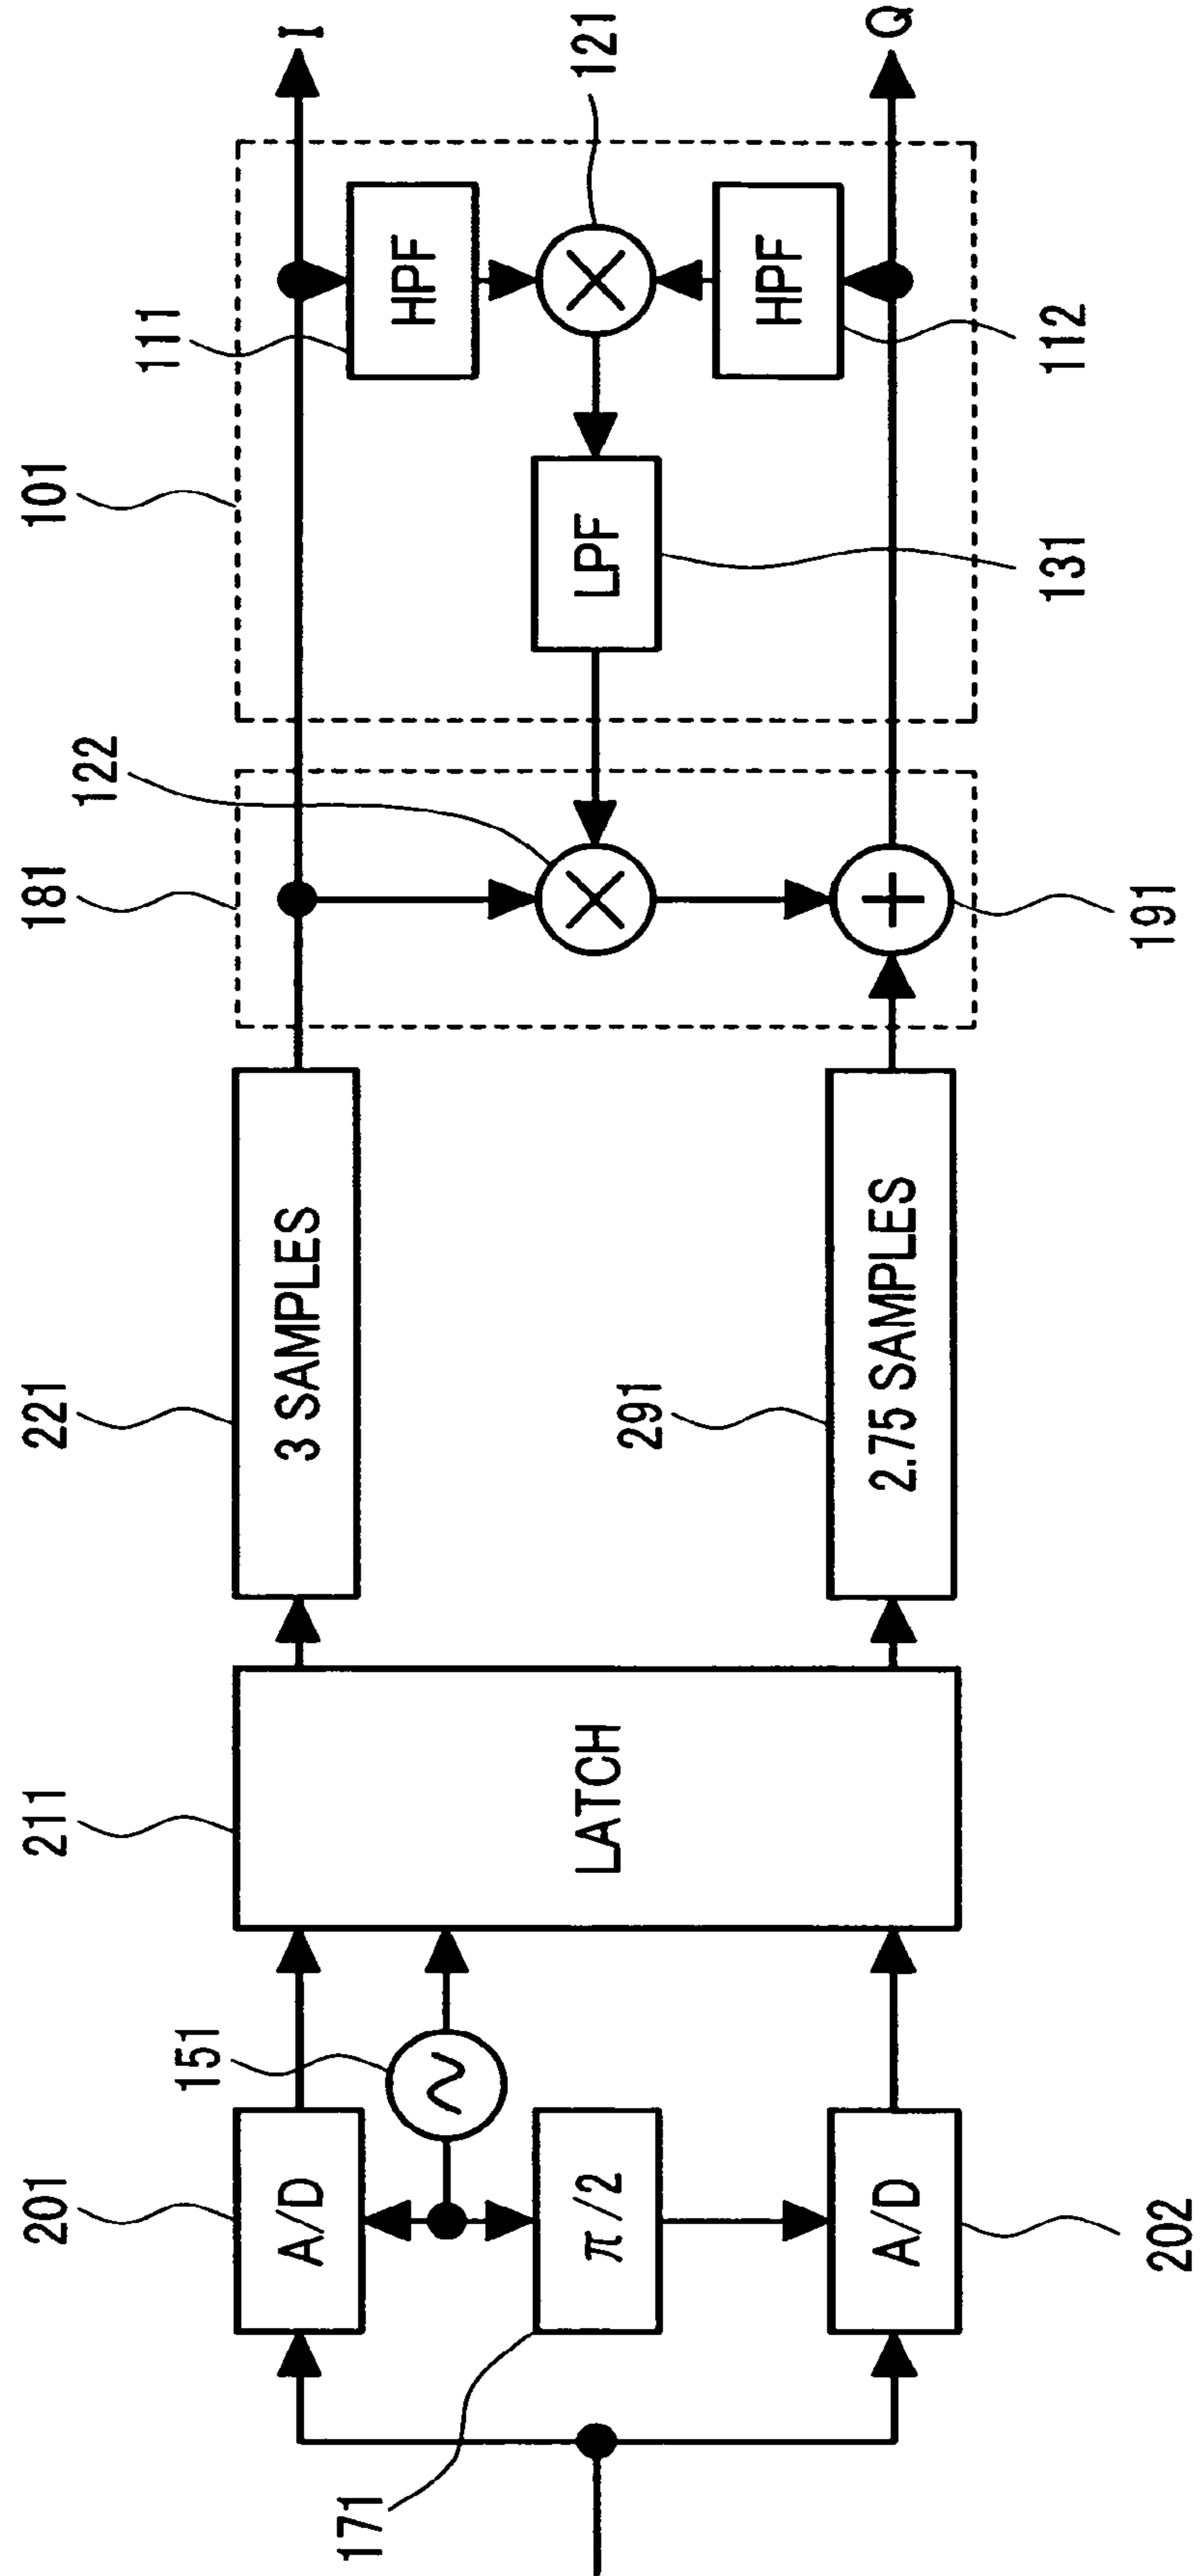 I
Q
121
111
HPF
HPF
112
101
LPF
131
122
181
191
221
3 SAMPLES
291
2.75 SAMPLES
211
LATCH
151
201
A/D
π/2
A/D
202
171